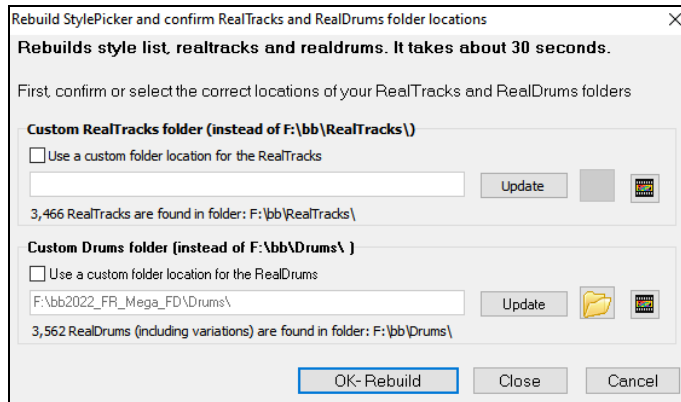 Rebuild StylePicker and confirm RealTracks and RealDrums folder locations
Rebuilds style list, realtracks and realdrums. It takes about 30 seconds.
First, confirm or select the correct locations of your RealTracks and RealDrums folders
Custom RealTracks folder (instead of F:\bb\RealTracks\)
Use a custom folder location for the RealTracks
Update
3,466 RealTracks are found in folder: F:\bb\RealTracks\
Custom Drums folder (instead of F:\bb\Drums\ )
Use a custom folder location for the RealDrums
F:\bb2022_FR_Mega_FD\Drums\ Update
3,562 RealDrums (including variations) are found in folder: F:\bb\Drums\
OK- Rebuild Close Cancel